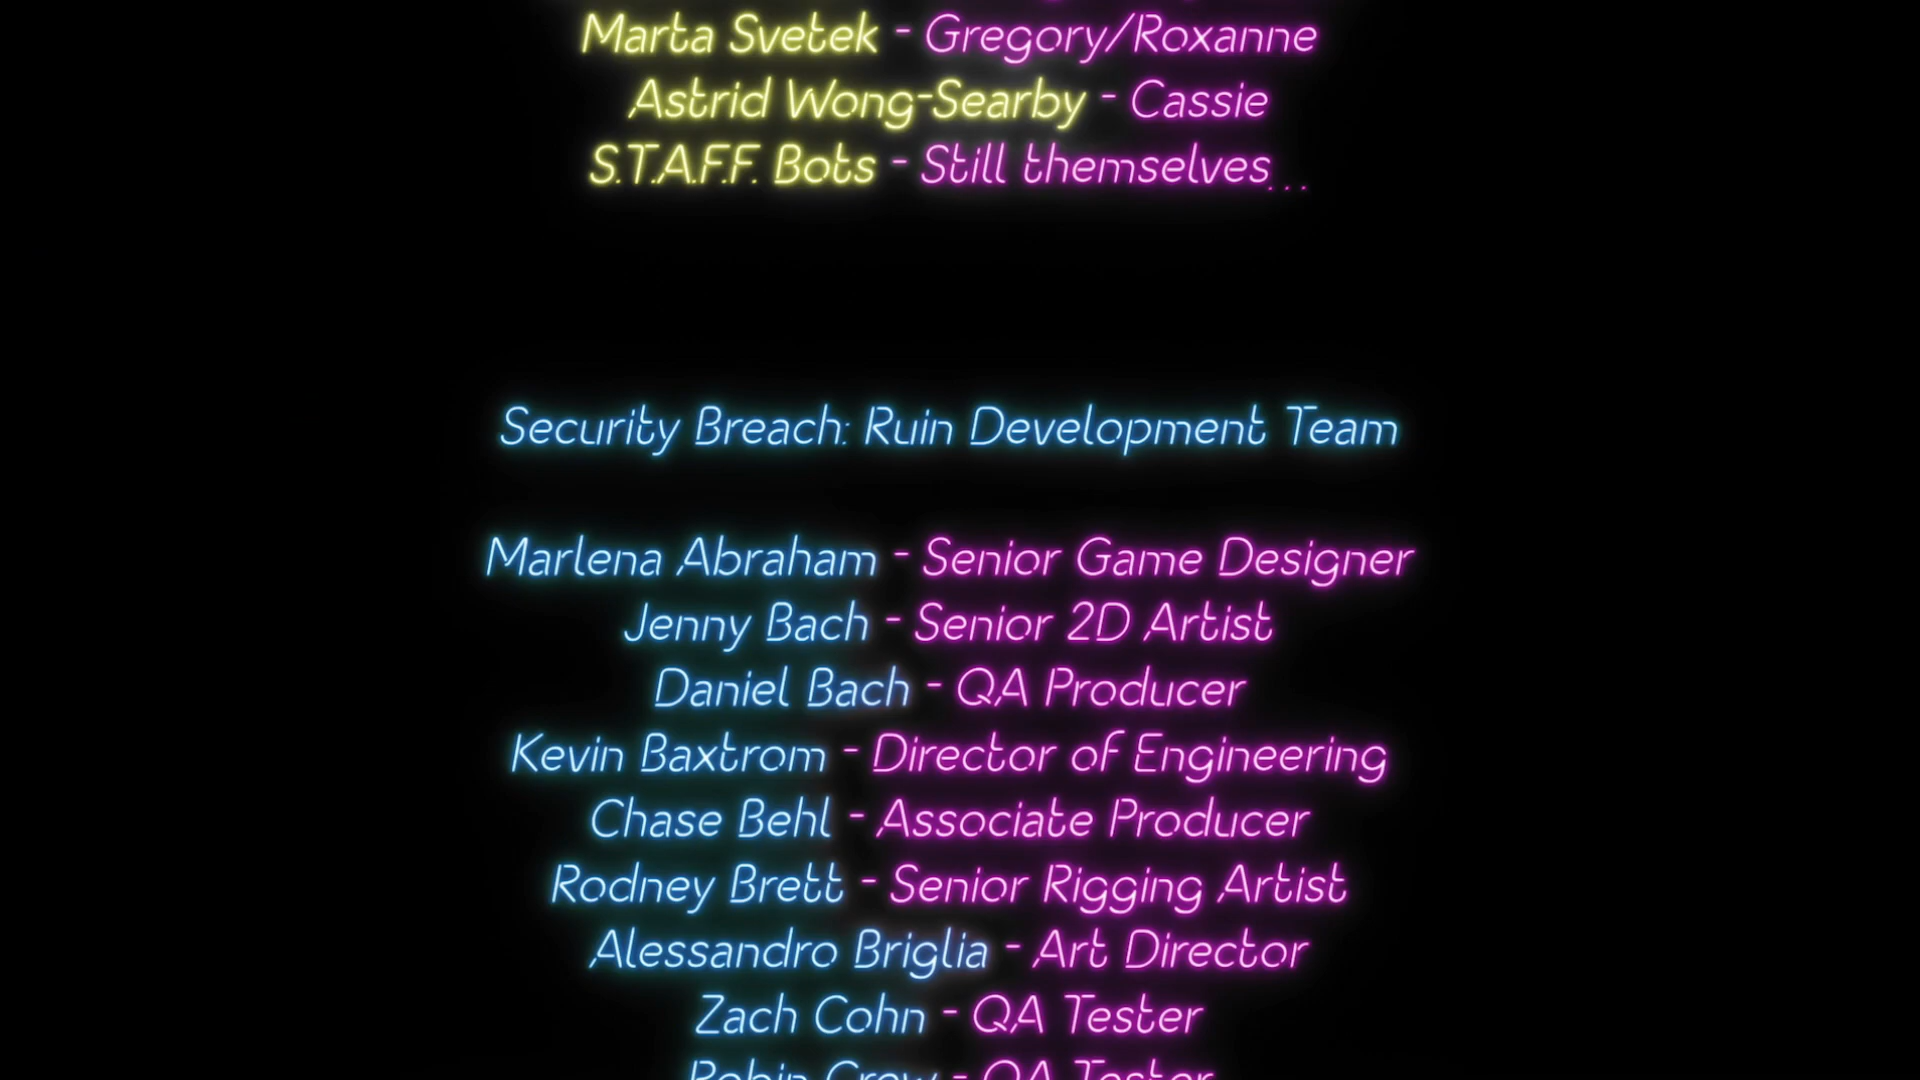 Marta Svetek - Gregory/Roxanne
Astrid Wong-Searby - Cassie
S.T.A.F.F. Bots - Still themselves...
Security Breach: Ruin Development Team
Marlena Abraham - Senior Game Designer
Jenny Bach - Senior 2D Artist
Daniel Bach - QA Producer
Kevin Baxtrom - Director of Engineering
Chase Behl - Associate Producer
Rodney Brett - Senior Rigging Artist
Alessandro Briglia - Art Director
Zach Cohn - QA Tester
Robin Crew - QA Tester